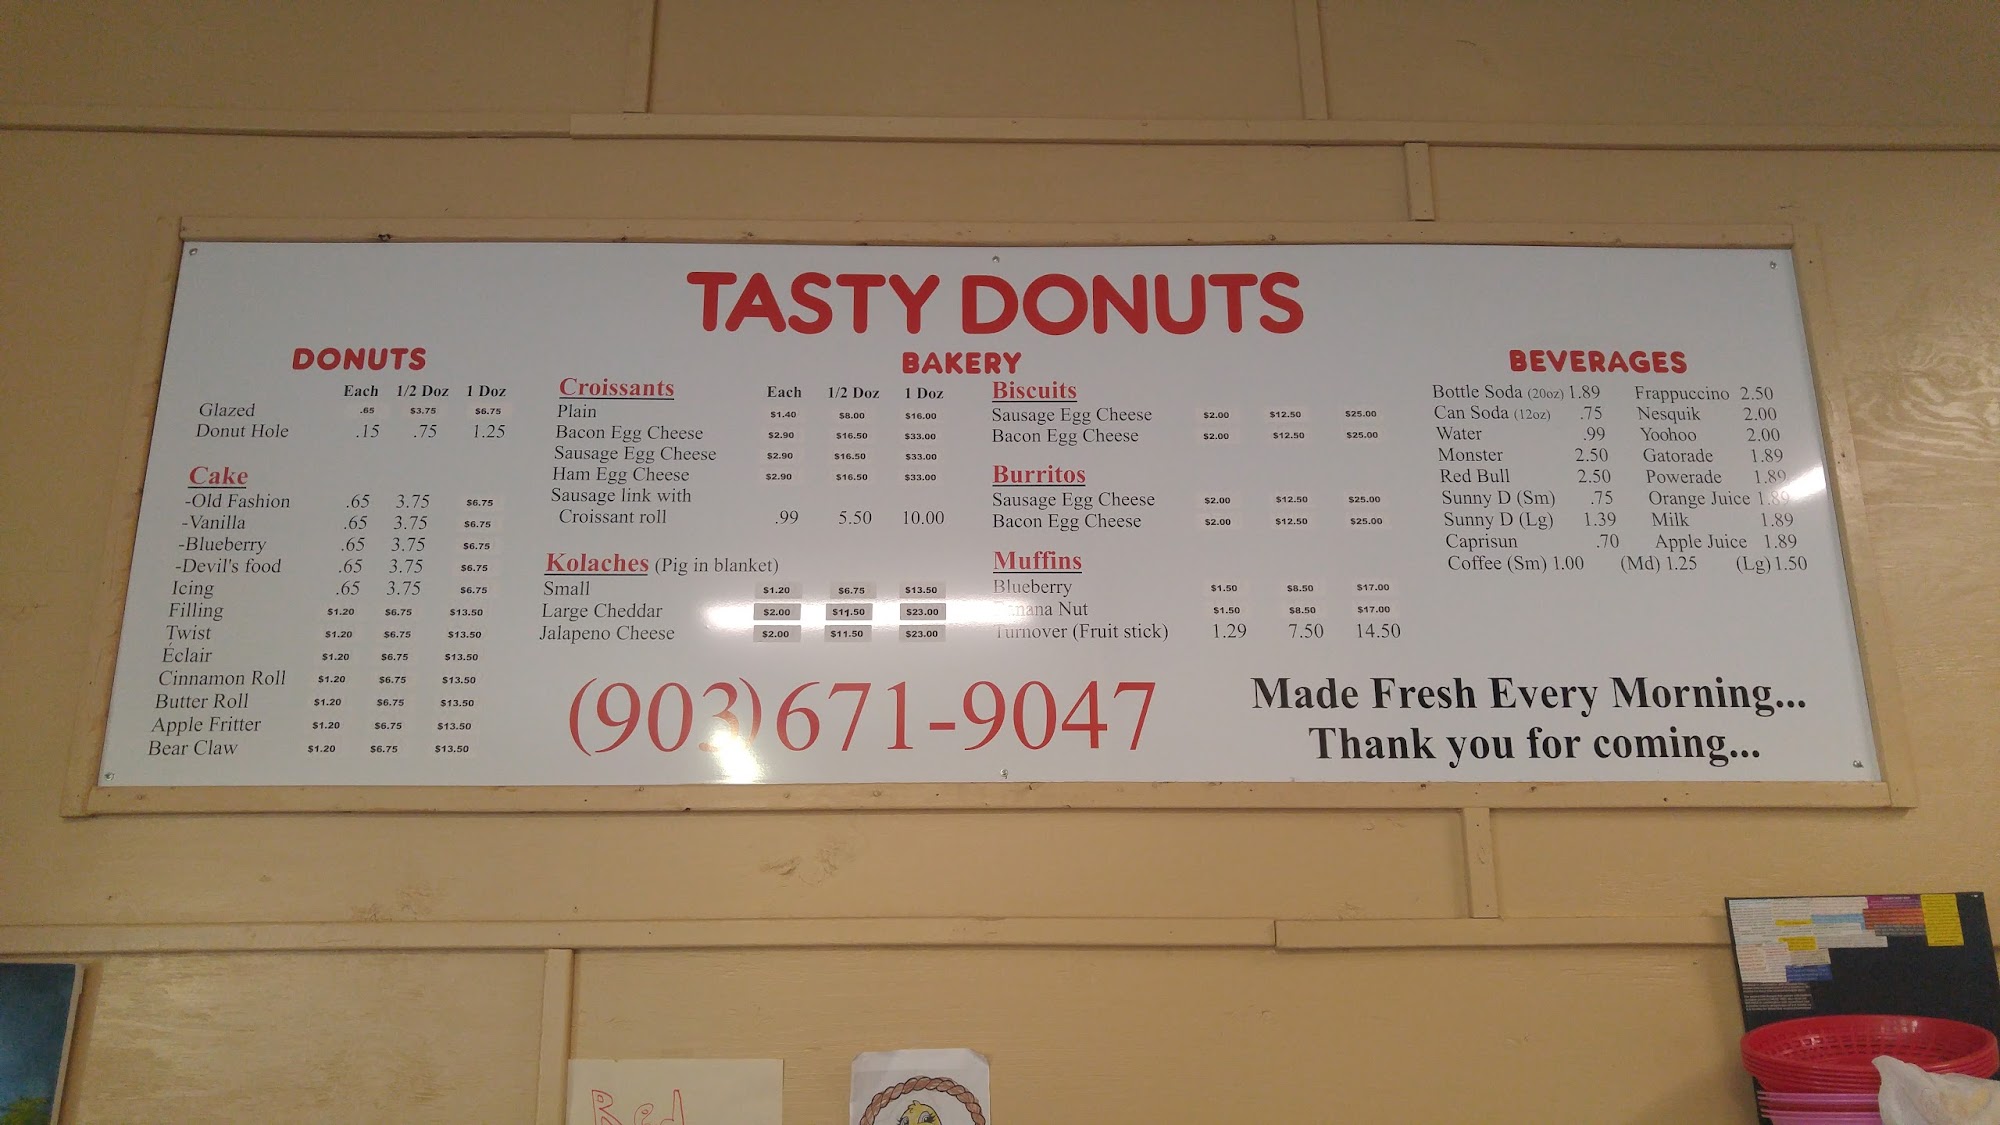 TASTY DONUTS
DONUTS
Each 1/2 Doz 1 Doz
Glazed .65 $3.75 $6.75
Donut Hole .15 .75 1.25
Cake
-Old Fashion .65 3.75 $6.75
-Vanilla .65 3.75 $6.75
-Blueberry .65 3.75 $6.75
-Devil's food .65 3.75 $6.75
Icing .65 3.75 $6.75
Filling $1.20 $6.75 $13.50
Twist $1.20 $6.75 $13.50
Éclair $1.20 $6.75 $13.50
Cinnamon Roll $1.20 $6.75 $13.50
Butter Roll $1.20 $6.75 $13.50
Apple Fritter $1.20 $6.75 $13.50
Bear Claw $1.20 $6.75 $13.50
BAKERY
Croissants Each 1/2 Doz 1 Doz
Plain $1.40 $8.00 $16.00
Bacon Egg Cheese $2.90 $16.50 $33.00
Sausage Egg Cheese $2.90 $16.50 $33.00
Ham Egg Cheese $2.90 $16.50 $33.00
Sausage link with
Croissant roll .99 5.50 10.00
Kolaches (Pig in blanket)
Small $1.20 $6.75 $13.50
Large Cheddar $2.00 $11.50 $23.00
Jalapeno Cheese $2.00 $11.50 $23.00
Biscuits
Sausage Egg Cheese $2.00 $12.50 $25.00
Bacon Egg Cheese $2.00 $12.50 $25.00
Burritos
Sausage Egg Cheese $2.00 $12.50 $25.00
Bacon Egg Cheese $2.00 $12.50 $25.00
Muffins
Blueberry $1.50 $8.50 $17.00
Banana Nut $1.50 $8.50 $17.00
Turnover (Fruit stick) 1.29 7.50 14.50
BEVERAGES
Bottle Soda (20oz) 1.89 Frappuccino 2.50
Can Soda (12oz) .75 Nesquik 2.00
Water .99 Yoohoo 2.00
Monster 2.50 Gatorade 1.89
Red Bull 2.50 Powerade 1.89
Sunny D (Sm) .75 Orange Juice 1.89
Sunny D (Lg) 1.39 Milk 1.89
Caprisun .70 Apple Juice 1.89
Coffee (Sm) 1.00 (Md) 1.25 (Lg) 1.50
(903)671-9047
Made Fresh Every Morning...
Thank you for coming...